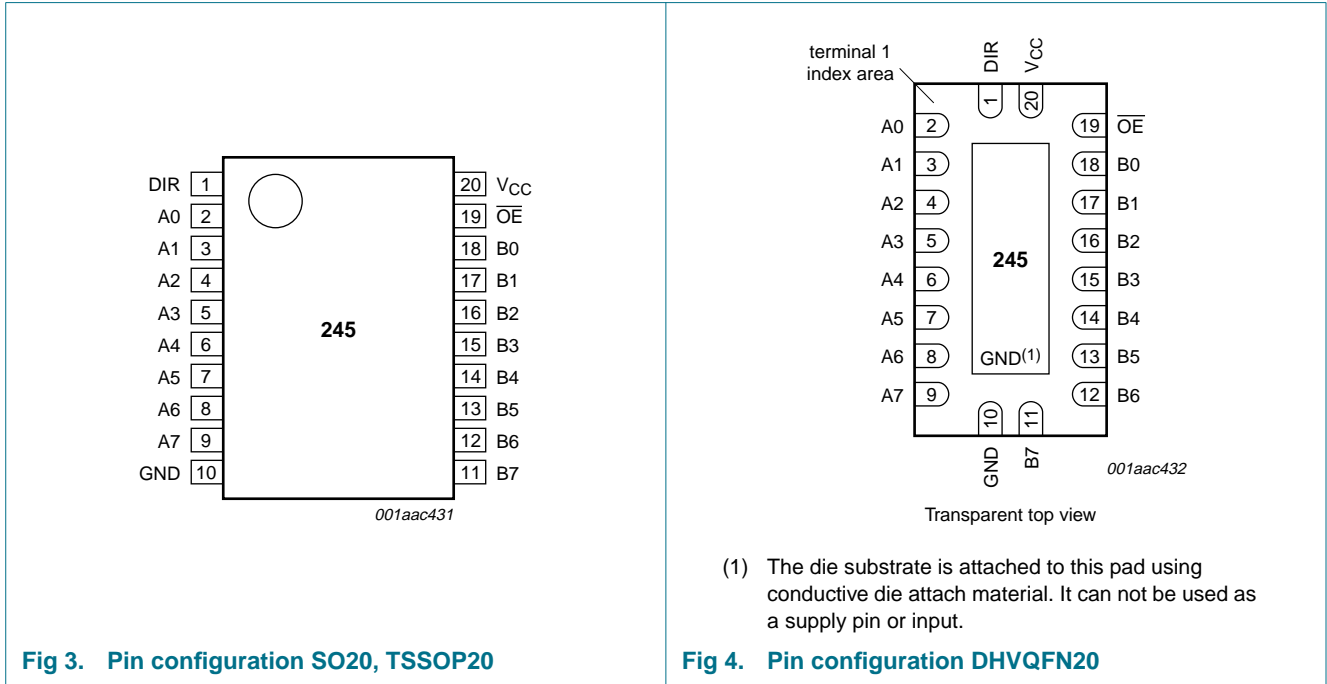 DIR 1
A0 2
A1 3
A2 4
A3 5
A4 6
A5 7
A6 8
A7 9
GND 10
245
20 VCC
19 OE
18 B0
17 B1
16 B2
15 B3
14 B4
13 B5
12 B6
11 B7
001aac431
Fig 3. Pin configuration SO20, TSSOP20
terminal 1
index area
DIR
VCC
1
20
A0 2
A1 3
A2 4
A3 5
A4 6
A5 7
A6 8
A7 9
245
GND(1)
19 OE
18 B0
17 B1
16 B2
15 B3
14 B4
13 B5
12 B6
10
11
GND
B7
001aac432
Transparent top view
(1) The die substrate is attached to this pad using
conductive die attach material. It can not be used as
a supply pin or input.
Fig 4. Pin configuration DHVQFN20